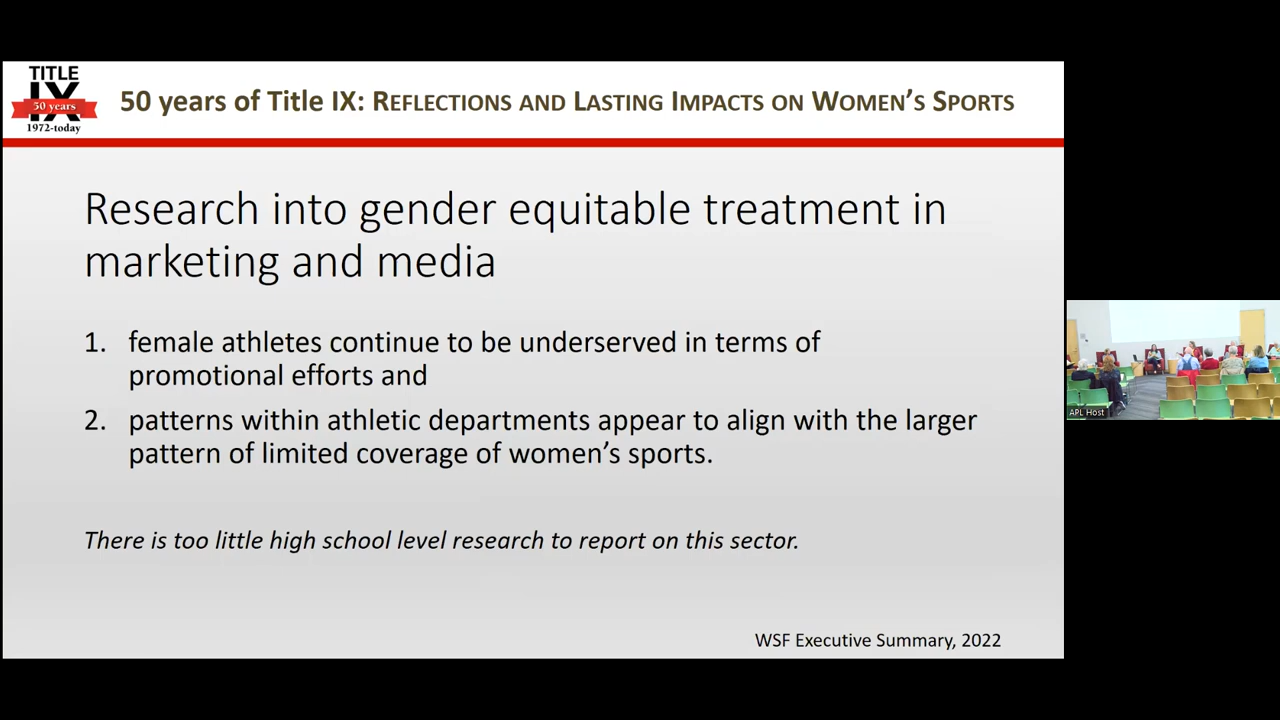 TITLE
IX
50 years
1972-today
50 years of Title IX: Reflections and Lasting Impacts on Women's Sports
Research into gender equitable treatment in
marketing and media
1. female athletes continue to be underserved in terms of
promotional efforts and
2. patterns within athletic departments appear to align with the larger
pattern of limited coverage of women's sports.
There is too little high school level research to report on this sector.
WSF Executive Summary, 2022
APL Host